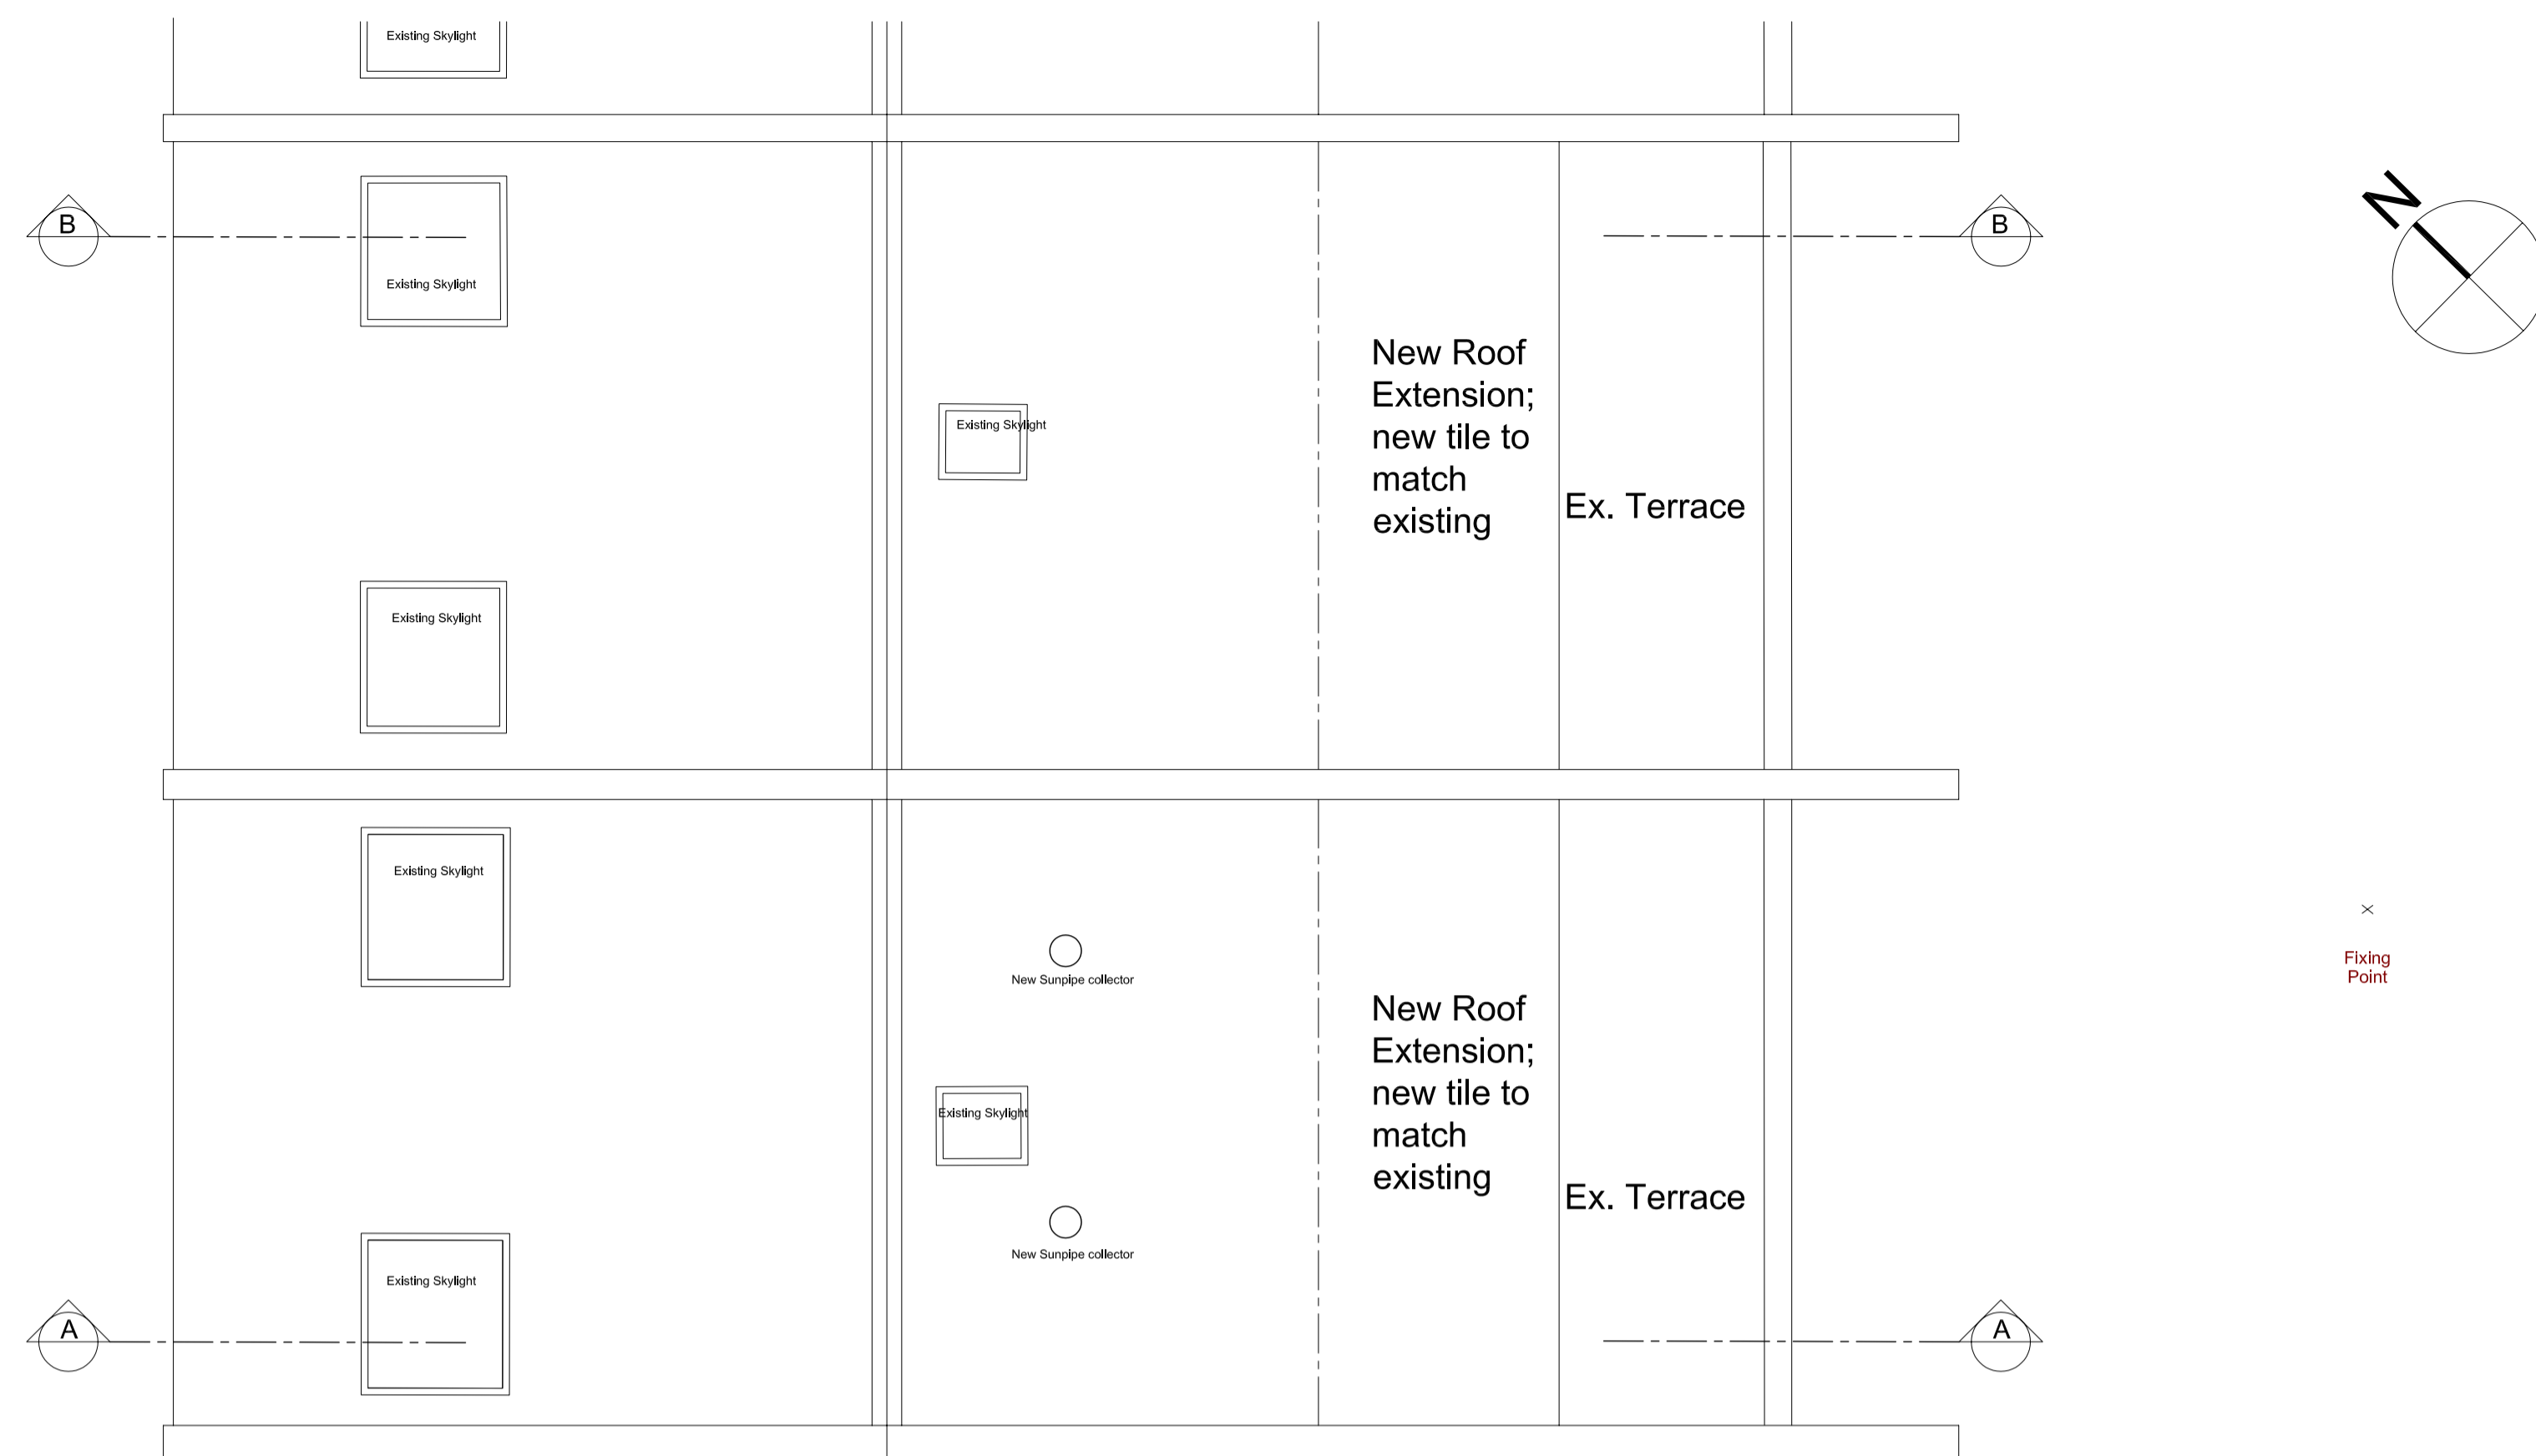 Existing Skylight
B
Existing Skylight
B
N
Existing Skylight
New Roof
Extension;
new tile to
match
existing
Ex. Terrace
Existing Skylight
Existing Skylight
New Sunpipe collector
Fixing
Point
New Roof
Extension;
new tile to
match
existing
Existing Skylight
Ex. Terrace
New Sunpipe collector
Existing Skylight
A
A